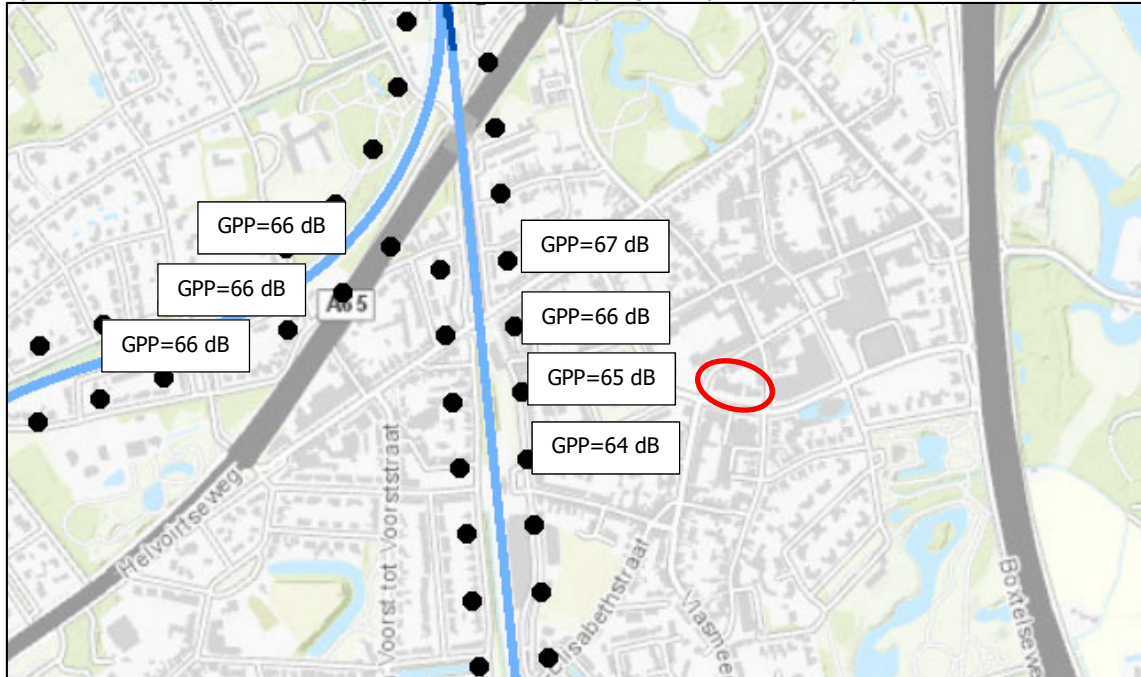 GPP=66 dB
GPP=67 dB
GPP=66 dB
A65
GPP=66 dB
GPP=66 dB
GPP=65 dB
GPP=64 dB
Helvoirtseweg
Voorst tot Voorststraat
Elisabethstraat
Vlasmee
Boxtelseweg